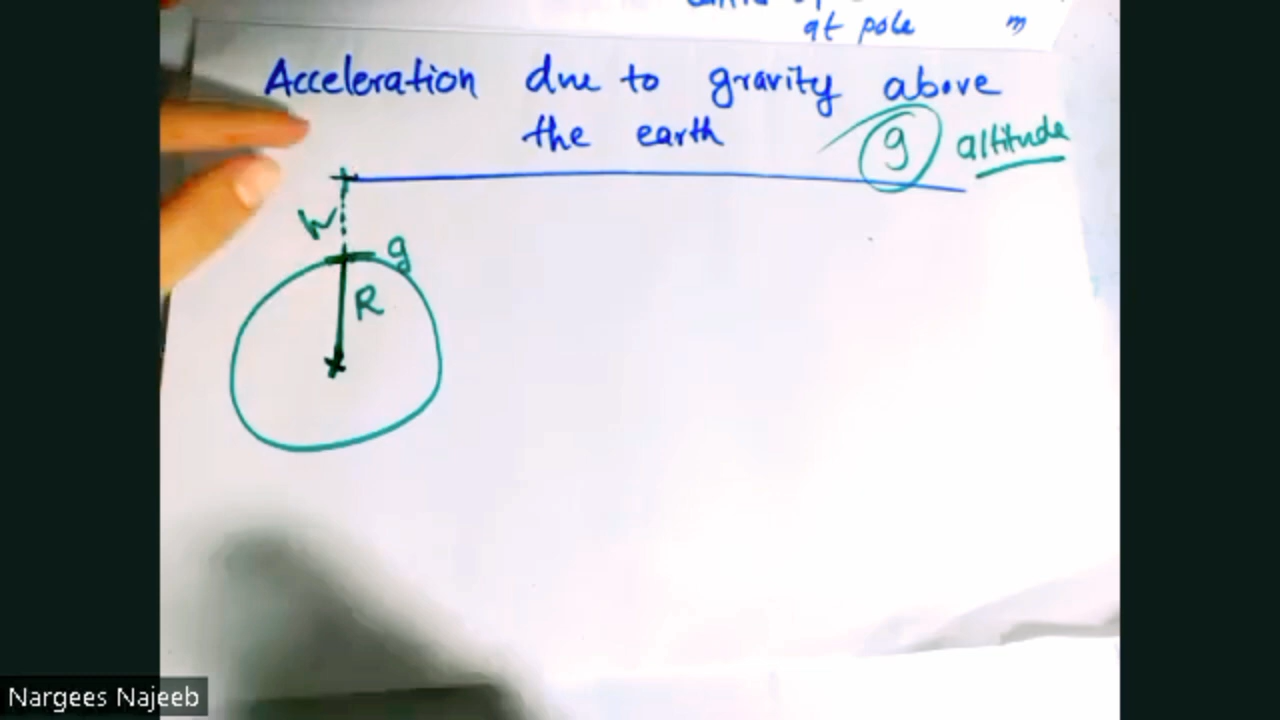 at pole m
Acceleration due to gravity above
the earth g altitude
h
g
R
Nargees Najeeb